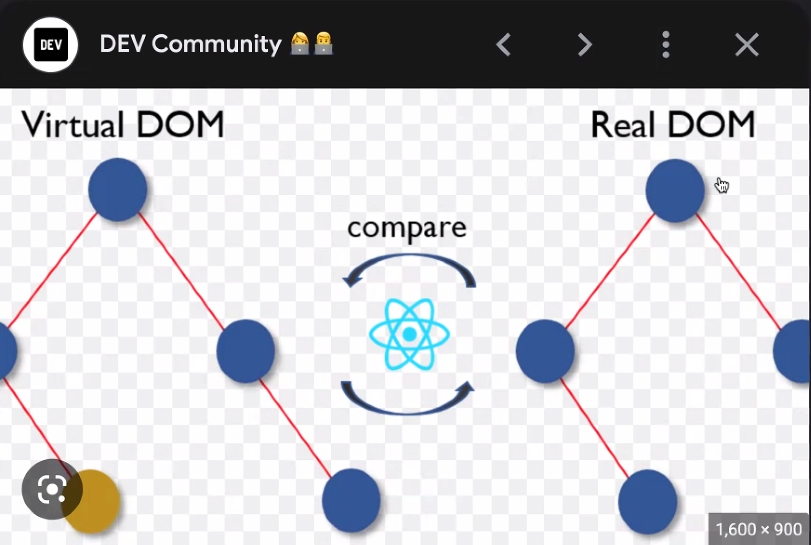 DEV
DEV Community
Virtual DOM
Real DOM
compare
1,600 × 900